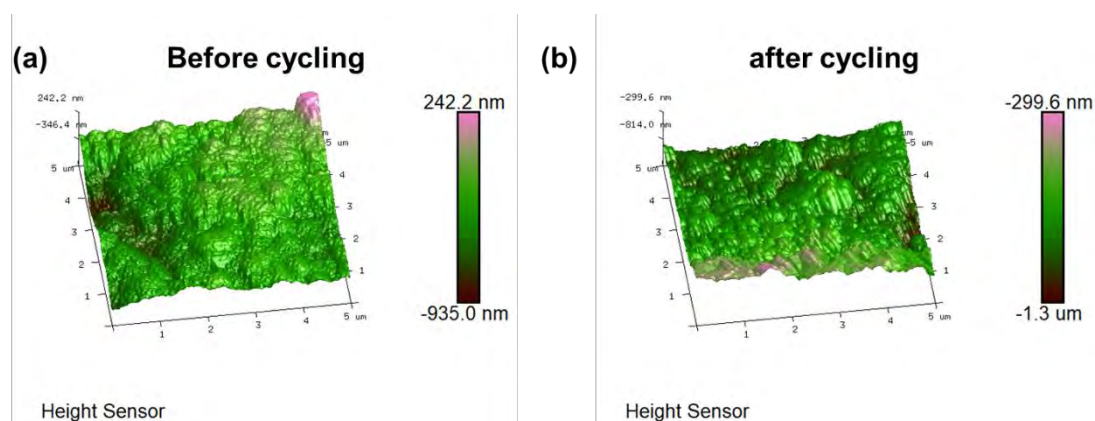 (a) Before cycling
242.2 nm
-346.4 nm
5 um
4
3
2
1
1
2
3
4
5 um
1
2
3
4
5 um
242.2 nm
-935.0 nm
Height Sensor
(b) after cycling
-299.6 nm
-814.0 nm
5 um
4
3
2
1
1
2
3
4
5 um
1
2
3
4
5 um
-299.6 nm
-1.3 um
Height Sensor